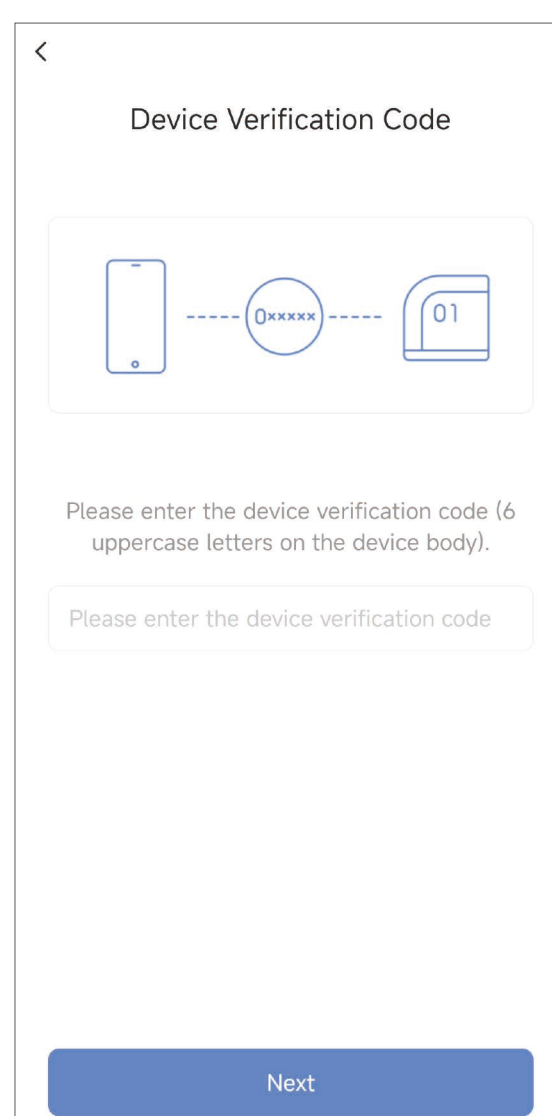 Device Verification Code
0xxxxx
01
Please enter the device verification code (6
uppercase letters on the device body).
Please enter the device verification code
Next